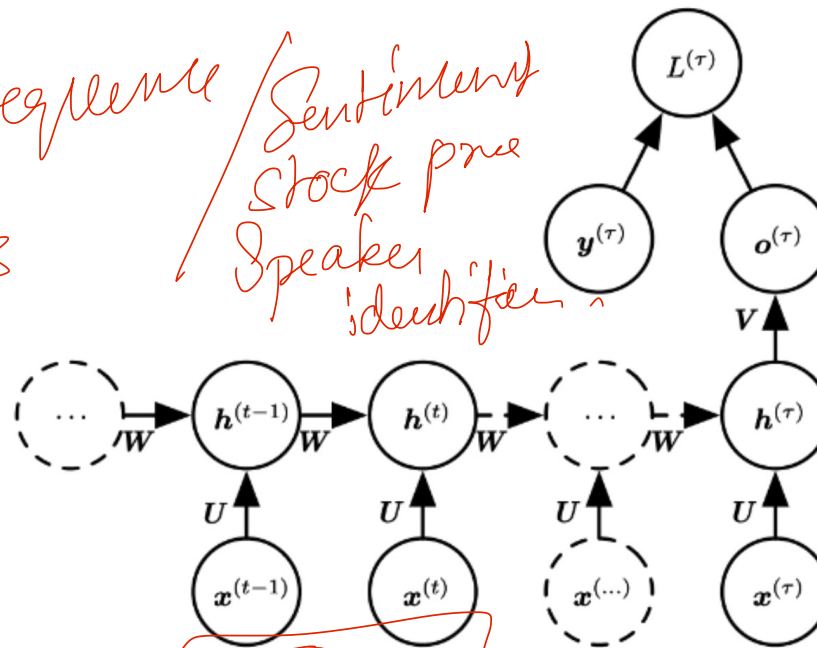 equence / Sentiment
stock price
Speaker
identification
s
L^(τ)
y^(τ) o^(τ)
V
... h^(t−1) h^(t) ... h^(τ)
W W W W
U U U U
x^(t−1) x^(t) x^(...) x^(τ)